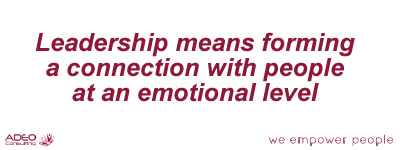 Leadership means forming
a connection with people
at an emotional level
ADEO
Consulting
we empower people